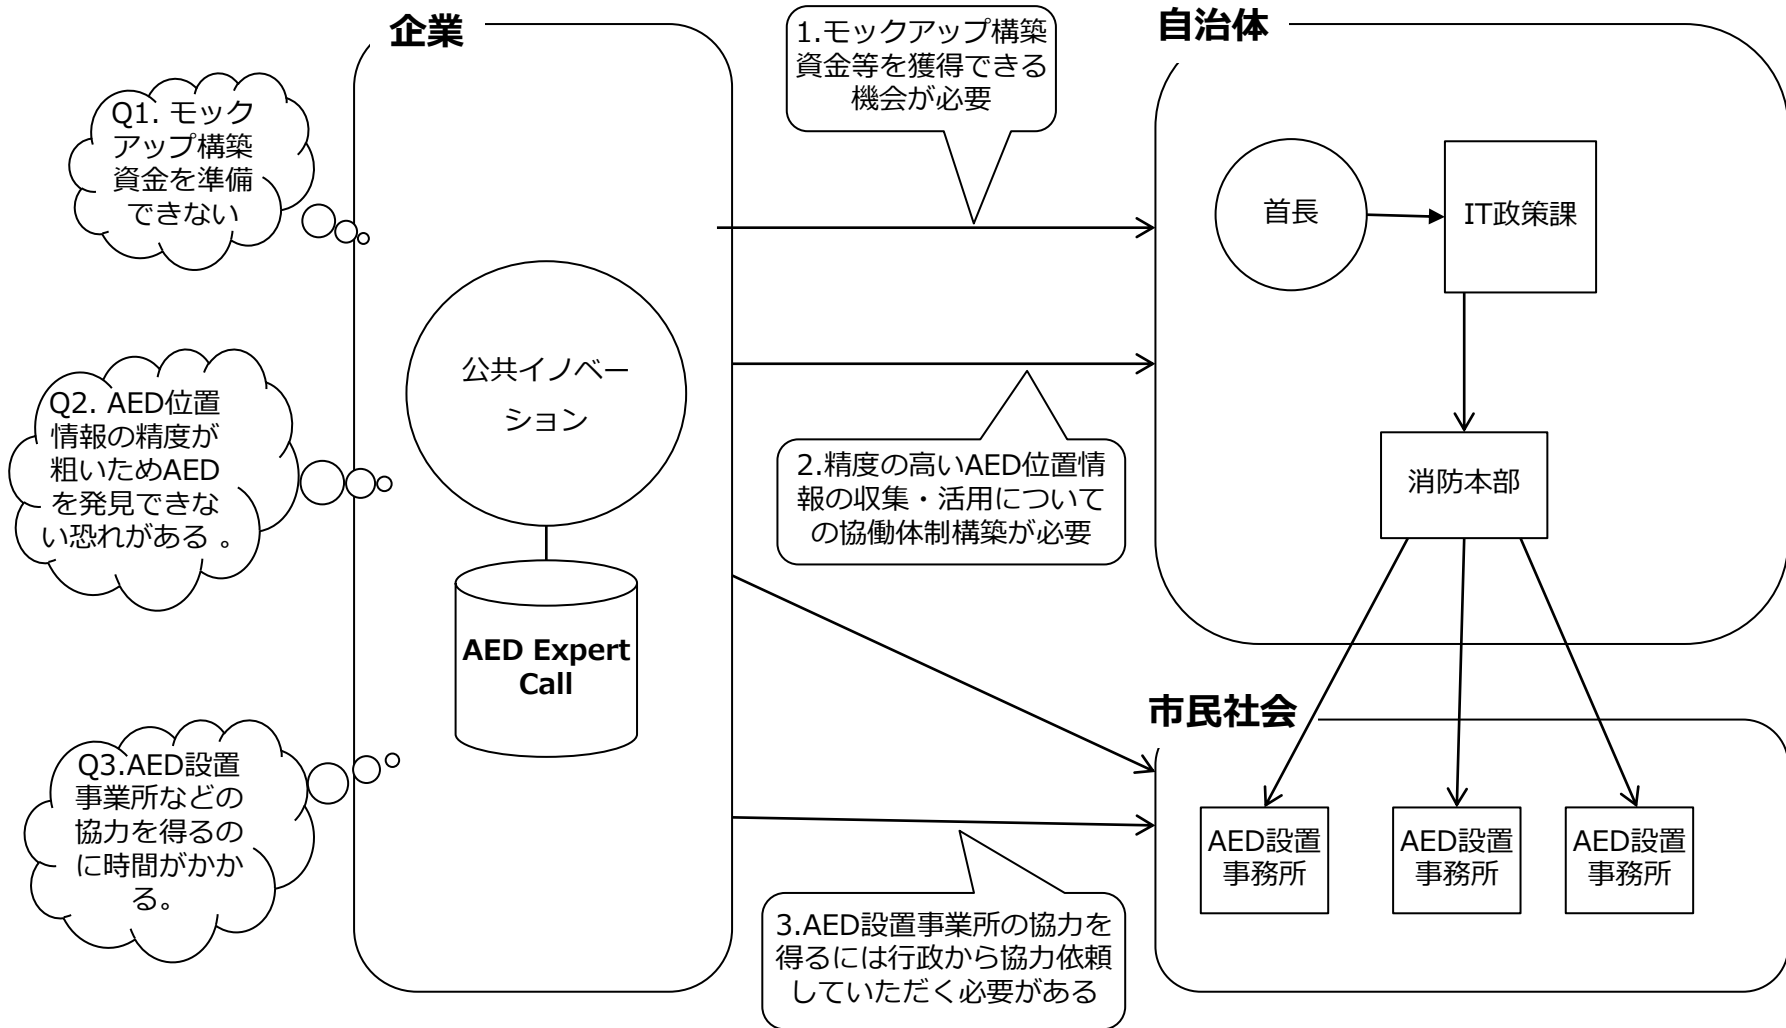 企業
自治体
1.モックアップ構築
資金等を獲得できる
機会が必要
Q1. モック
アップ構築
資金を準備
できない
首長
IT政策課
公共イノベー
ション
Q2. AED位置
情報の精度が
粗いためAED
を発見できな
い恐れがある 。
2.精度の高いAED位置情
報の収集・活用について
の協働体制構築が必要
消防本部
AED Expert
Call
市民社会
Q3.AED設置
事業所などの
協力を得るの
に時間がかか
る。
AED設置
事務所
AED設置
事務所
AED設置
事務所
3.AED設置事業所の協力を
得るには行政から協力依頼
していただく必要がある